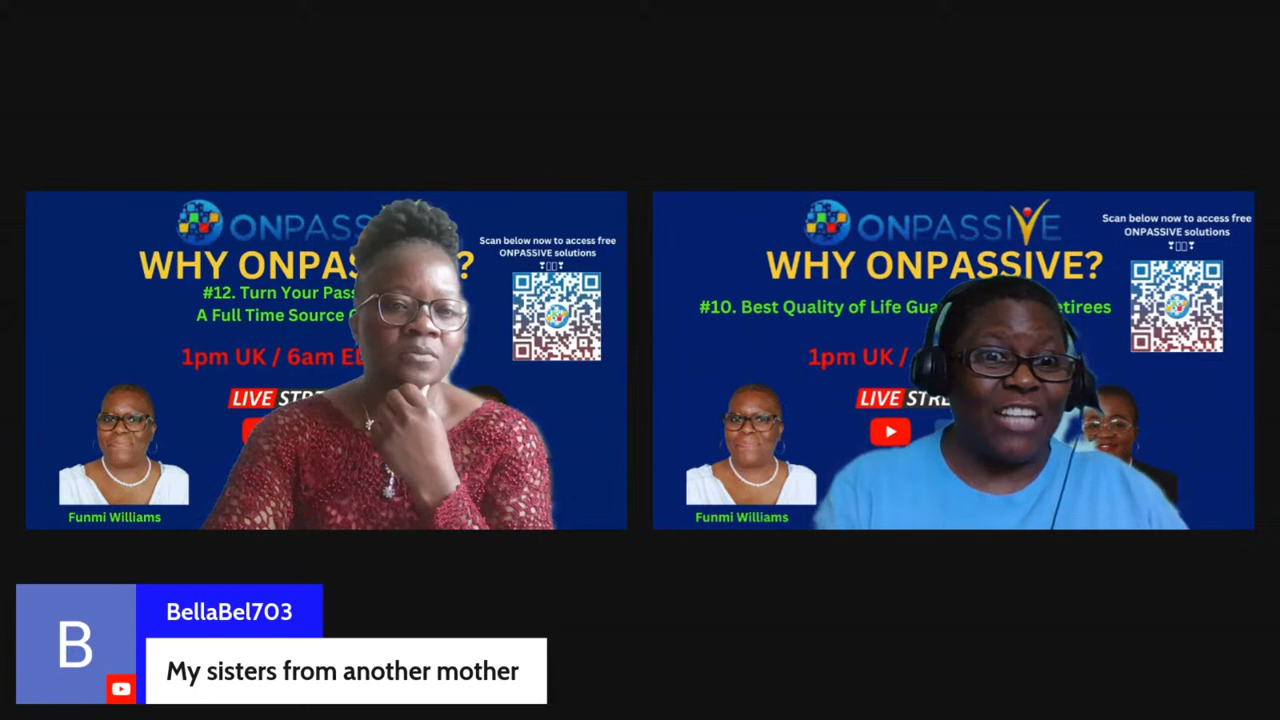 ONPASS
WHY ONPAS ?
#12. Turn Your Pass
A Full Time Source
1pm UK / 6am E
LIVE STRE
Funmi Williams
Scan below now to access free
ONPASSIVE solutions
ONPASSIVE
WHY ONPASSIVE?
#10. Best Quality of Life Gua etirees
1pm UK /
LIVE STRE
Funmi Williams
Scan below now to access free
ONPASSIVE solutions
B
BellaBel703
My sisters from another mother